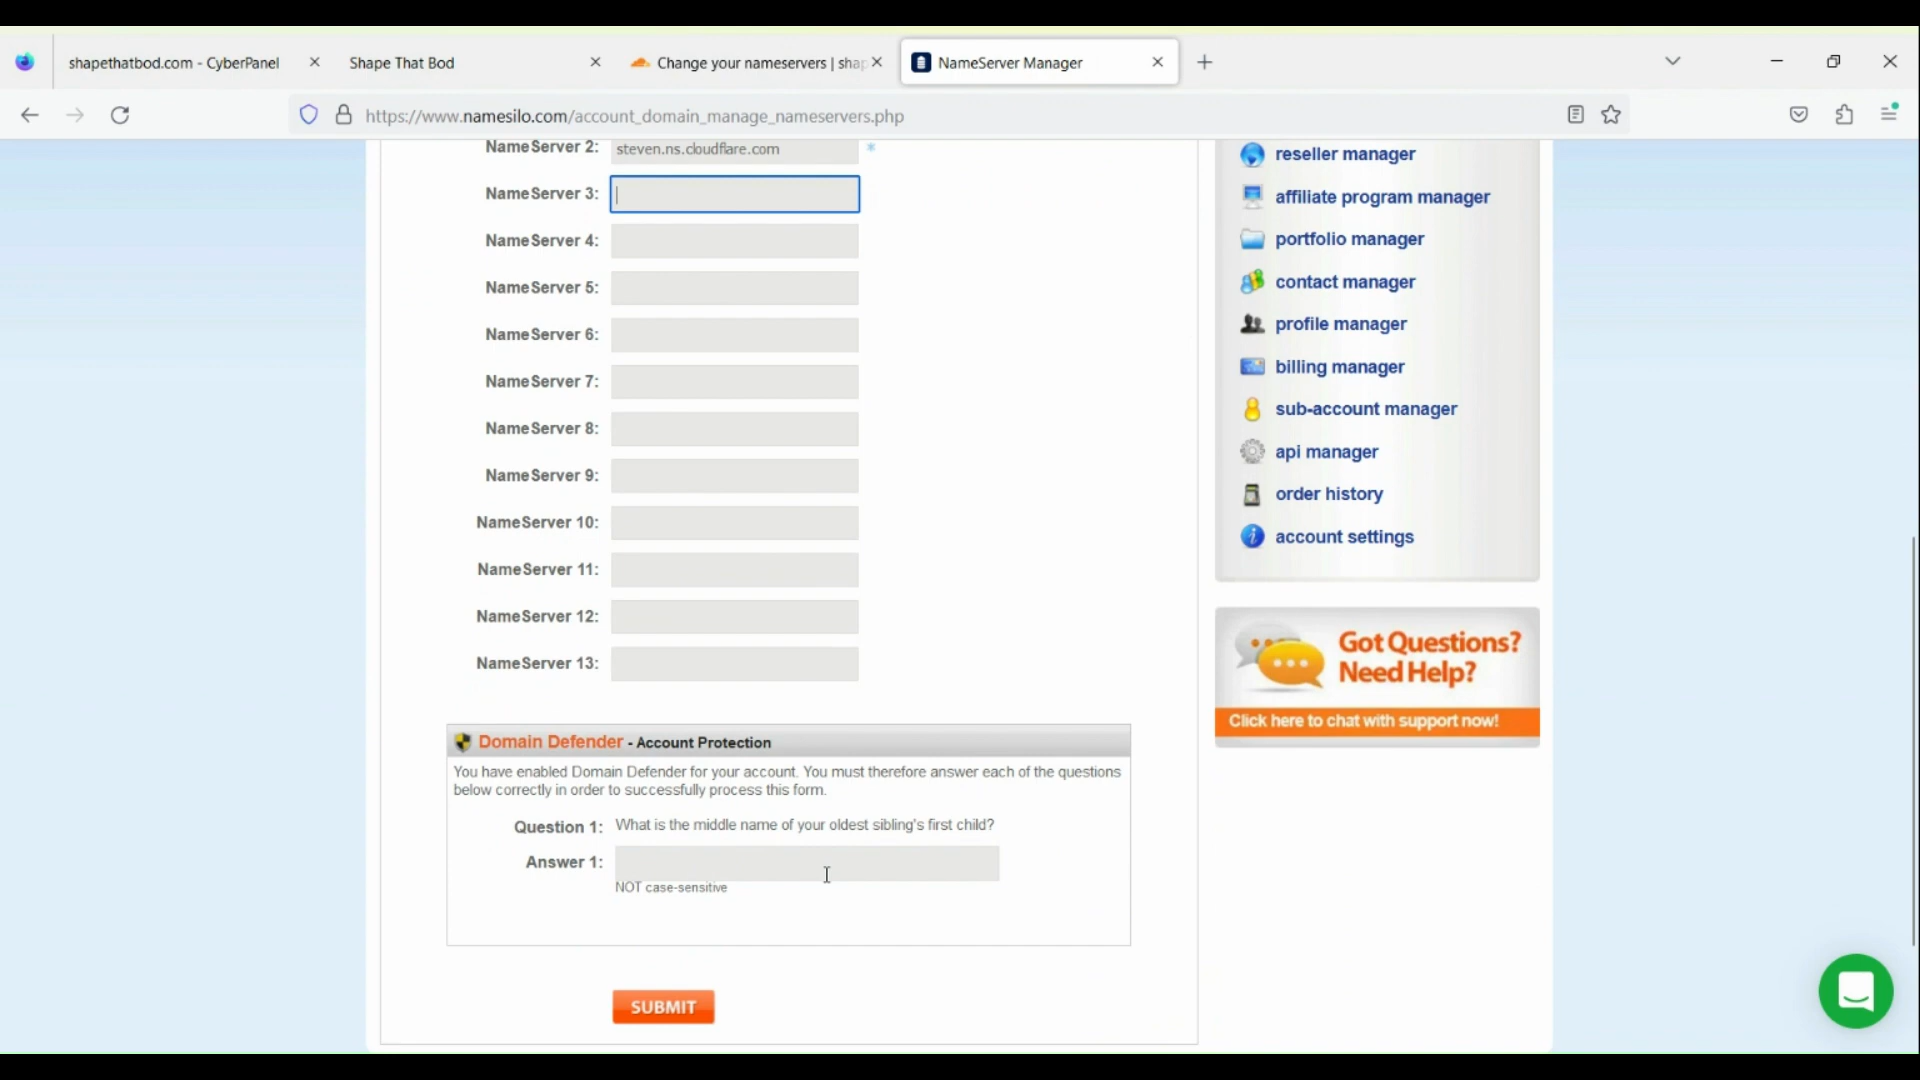 shapethatbod.com - CyberPanel
Shape That Bod
Change your nameservers | shap
NameServer Manager
https://www.namesilo.com/account_domain_manage_nameservers.php
NameServer 2: steven.ns.cloudflare.com *
NameServer 3:
NameServer 4:
NameServer 5:
NameServer 6:
NameServer 7:
NameServer 8:
NameServer 9:
NameServer 10:
NameServer 11:
NameServer 12:
NameServer 13:
Domain Defender - Account Protection
You have enabled Domain Defender for your account. You must therefore answer each of the questions
below correctly in order to successfully process this form.
Question 1: What is the middle name of your oldest sibling's first child?
Answer 1:
NOT case-sensitive
SUBMIT
reseller manager
affiliate program manager
portfolio manager
contact manager
profile manager
billing manager
sub-account manager
api manager
order history
account settings
Got Questions?
Need Help?
Click here to chat with support now!